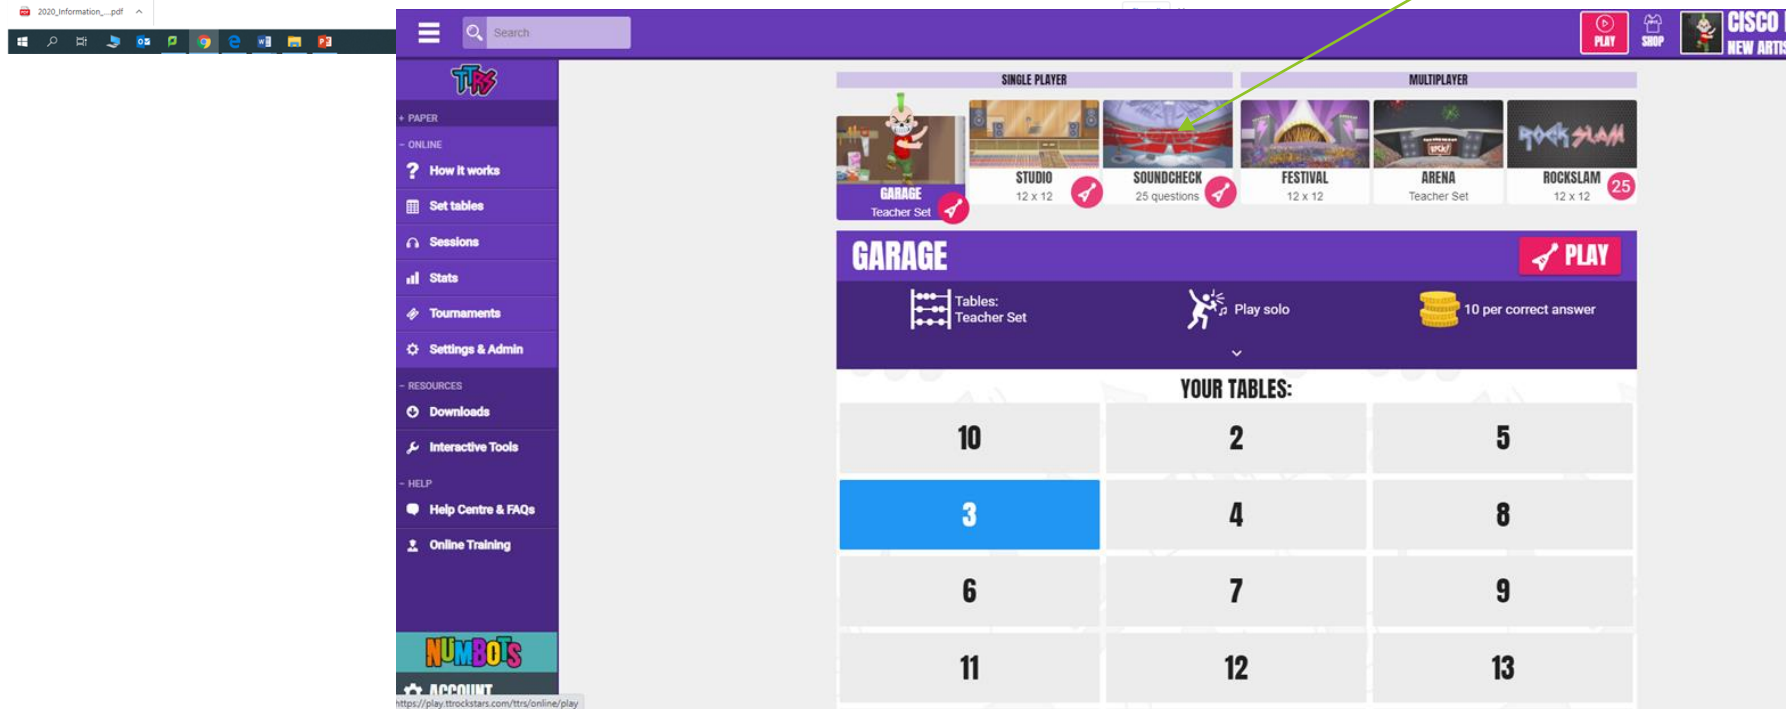 2020_Information_....pdf
Search
PLAY
SHOP
CISCO
NEW ARTIS
TTRS
+ PAPER
- ONLINE
? How it works
Set tables
Sessions
Stats
Tournaments
Settings & Admin
- RESOURCES
Downloads
Interactive Tools
- HELP
Help Centre & FAQs
Online Training
NUMBOTS
ACCOUNT
https://play.ttrockstars.com/ttrs/online/play
SINGLE PLAYER
MULTIPLAYER
GARAGE
Teacher Set
STUDIO
12 x 12
SOUNDCHECK
25 questions
FESTIVAL
12 x 12
ROCK!
ARENA
Teacher Set
ROCK SLAM
ROCKSLAM
12 x 12
25
GARAGE
PLAY
Tables:
Teacher Set
Play solo
10 per correct answer
YOUR TABLES:
10 2 5
3 4 8
6 7 9
11 12 13